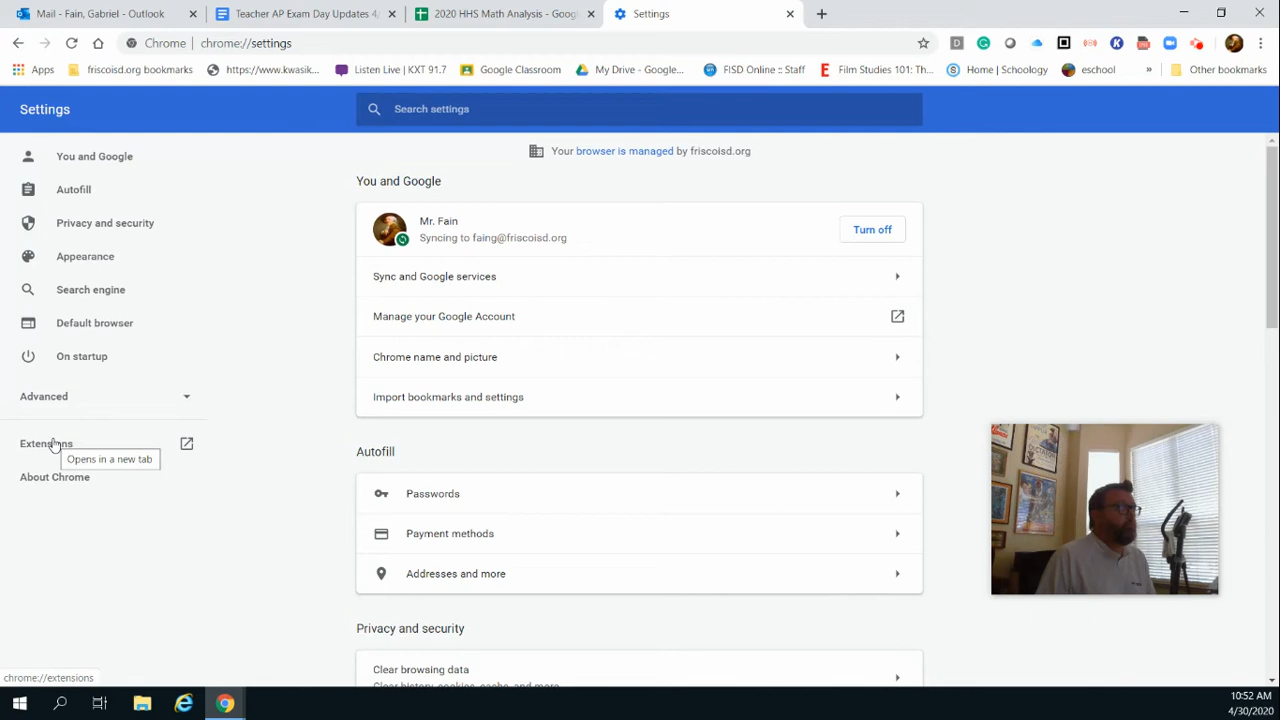 Mail - Fain, Gabriel - Outlook
Teacher AP Exam Day Updates 4/
2020 HHS Math Analysis - Goog
Settings
Chrome
chrome://settings
Apps
friscoisd.org bookmarks
https://www.kwasik...
Listen Live | KXT 91.7
Google Classroom
My Drive - Google...
FISD Online :: Staff
Film Studies 101: Th...
Home | Schoology
eschool
»
Other bookmarks
Settings
Search settings
You and Google
Autofill
Privacy and security
Appearance
Search engine
Default browser
On startup
Advanced
Extensions
Opens in a new tab
About Chrome
Your browser is managed by friscoisd.org
You and Google
Mr. Fain
Syncing to faing@friscoisd.org
Turn off
Sync and Google services
Manage your Google Account
Chrome name and picture
Import bookmarks and settings
Autofill
Passwords
Payment methods
Addresses and more
Privacy and security
Clear browsing data
Clear history, cookies, cache, and more
chrome://extensions
10:52 AM
4/30/2020